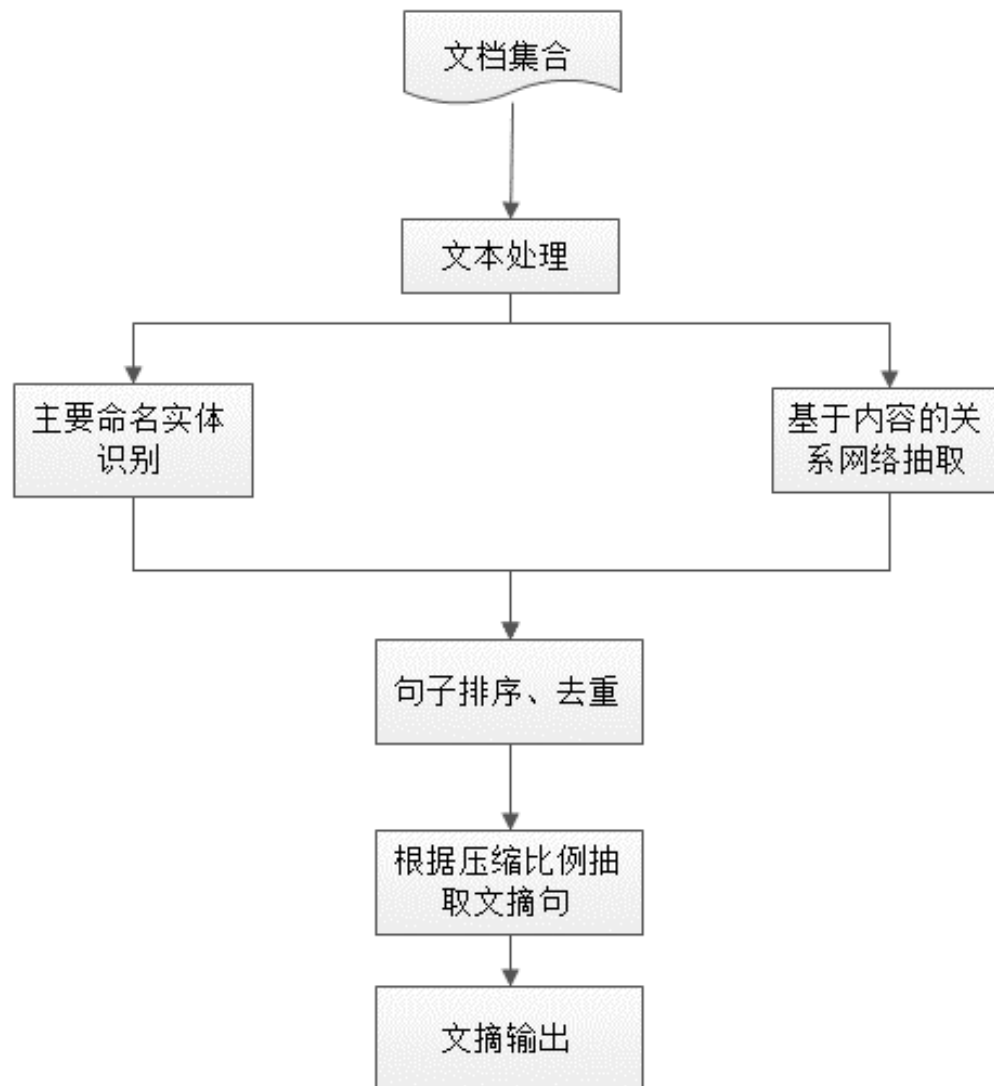 文档集合
文本处理
主要命名实体
识别
基于内容的关
系网络抽取
句子排序、去重
根据压缩比例抽
取文摘句
文摘输出